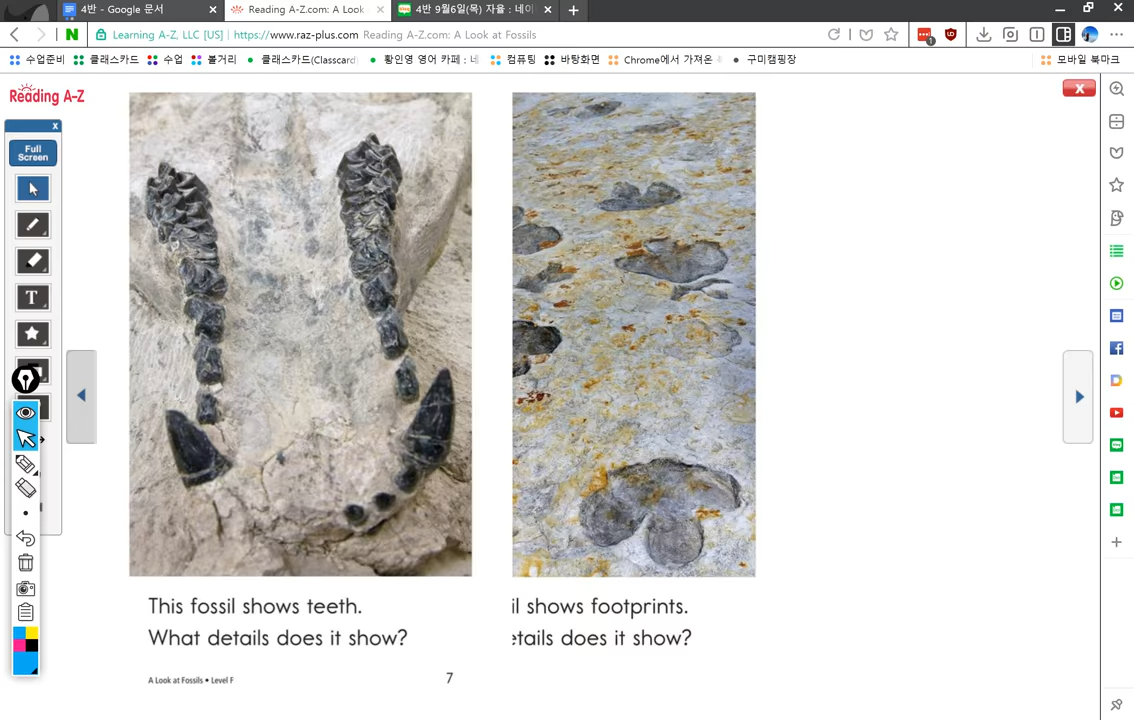 4반 - Google 문서
Reading A-Z.com: A Look
4반 9월6일(목) 자율 : 네이
Learning A-Z, LLC [US] | https://www.raz-plus.com Reading A-Z.com: A Look at Fossils
수업준비 클래스카드 수업 볼거리 클래스카드(Classcard 황인영 영어 카페 : 네 컴퓨팅 바탕화면 Chrome에서 가져온 구미캠핑장 모바일 북마크
Reading A-Z
x
Full
Screen
T
X
This fossil shows teeth.
What details does it show?
il shows footprints.
etails does it show?
A Look at Fossils • Level F
7